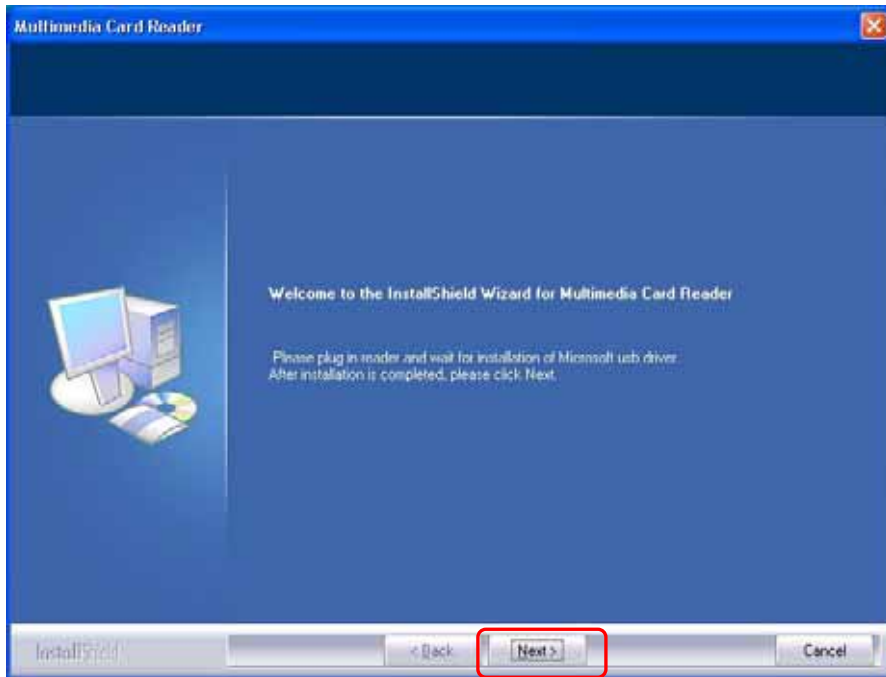 Multimedia Card Reader
Welcome to the InstallShield Wizard for Multimedia Card Reader
Please plug in reader and wait for installation of Microsoft usb driver.
After installation is completed, please click Next.
InstallShield
< Back
Next >
Cancel